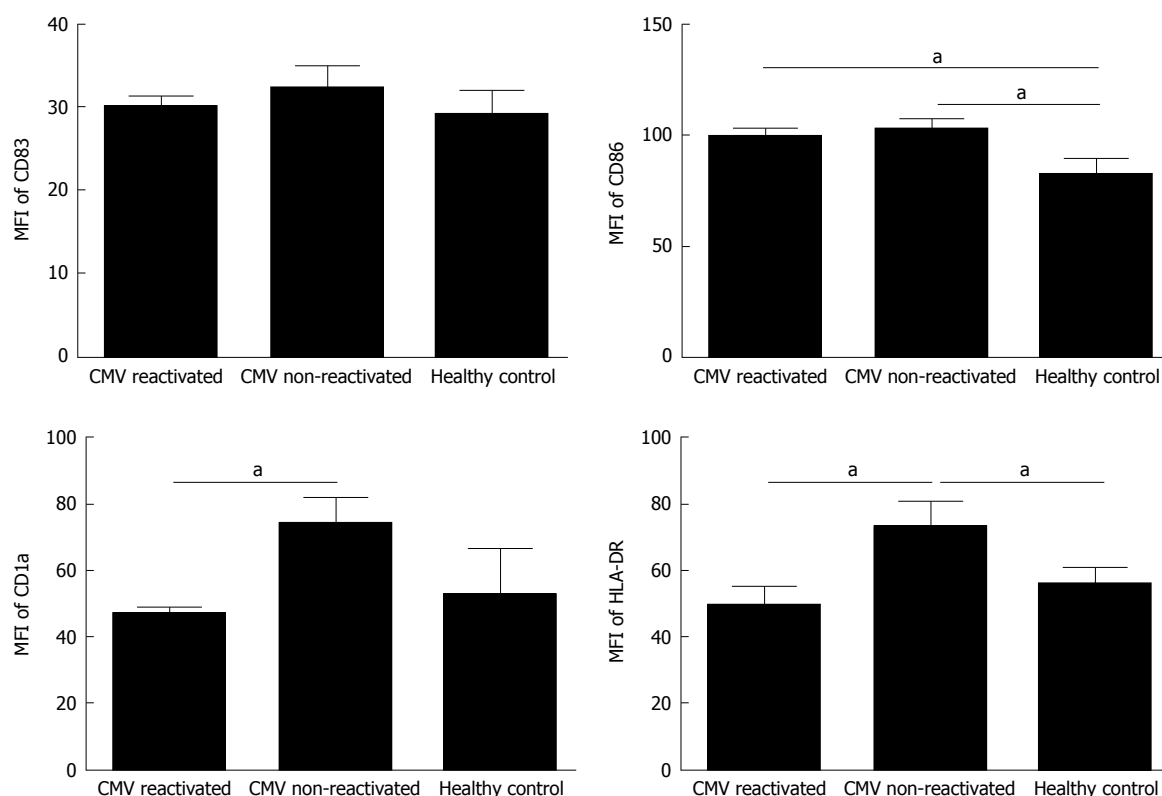 MFI of CD83
40
30
20
10
0
CMV reactivated CMV non-reactivated Healthy control
MFI of CD86
150
100
50
0
a
a
CMV reactivated CMV non-reactivated Healthy control
MFI of CD1a
100
80
60
40
20
0
a
CMV reactivated CMV non-reactivated Healthy control
MFI of HLA-DR
100
80
60
40
20
0
a a
CMV reactivated CMV non-reactivated Healthy control